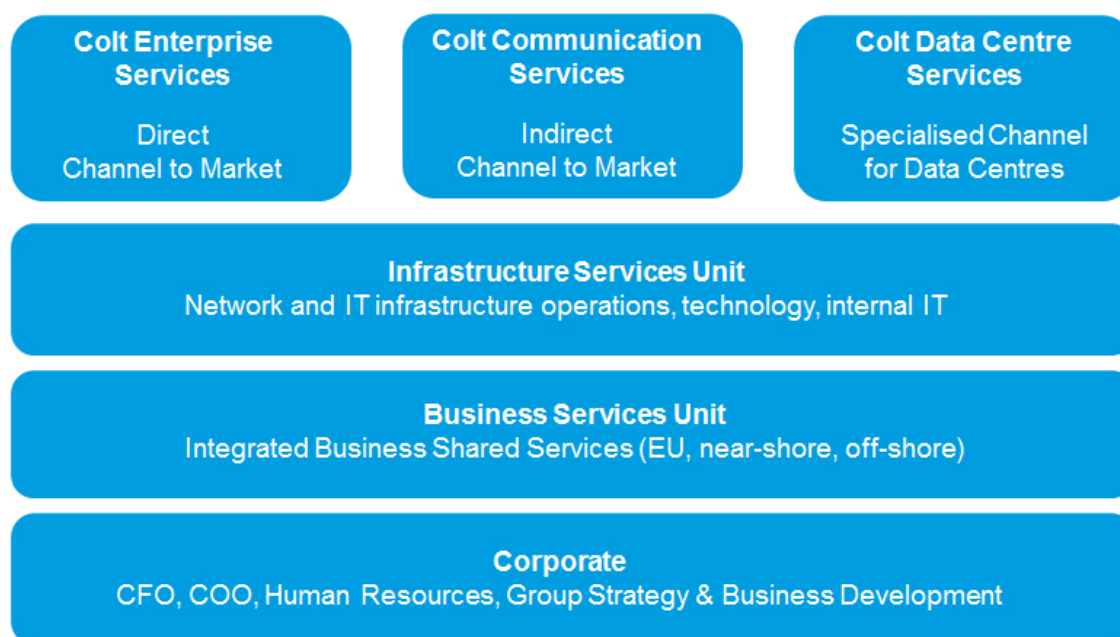 Colt Enterprise
Services
Direct
Channel to Market
Colt Communication
Services
Indirect
Channel to Market
Colt Data Centre
Services
Specialised Channel
for Data Centres
Infrastructure Services Unit
Network and IT infrastructure operations, technology, internal IT
Business Services Unit
Integrated Business Shared Services (EU, near-shore, off-shore)
Corporate
CFO, COO, Human Resources, Group Strategy & Business Development